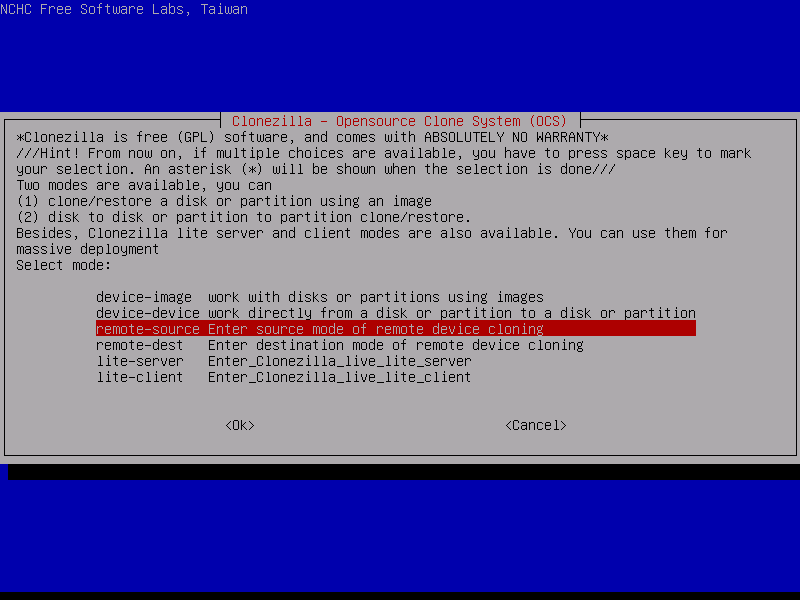 NCHC Free Software Labs, Taiwan
Clonezilla - Opensource Clone System (OCS)
*Clonezilla is free (GPL) software, and comes with ABSOLUTELY NO WARRANTY*
///Hint! From now on, if multiple choices are available, you have to press space key to mark
your selection. An asterisk (*) will be shown when the selection is done///
Two modes are available, you can
(1) clone/restore a disk or partition using an image
(2) disk to disk or partition to partition clone/restore.
Besides, Clonezilla lite server and client modes are also available. You can use them for
massive deployment
Select mode:
device-image work with disks or partitions using images
device-device work directly from a disk or partition to a disk or partition
remote-source Enter source mode of remote device cloning
remote-dest Enter destination mode of remote device cloning
lite-server Enter_Clonezilla_live_lite_server
lite-client Enter_Clonezilla_live_lite_client
<Ok> <Cancel>